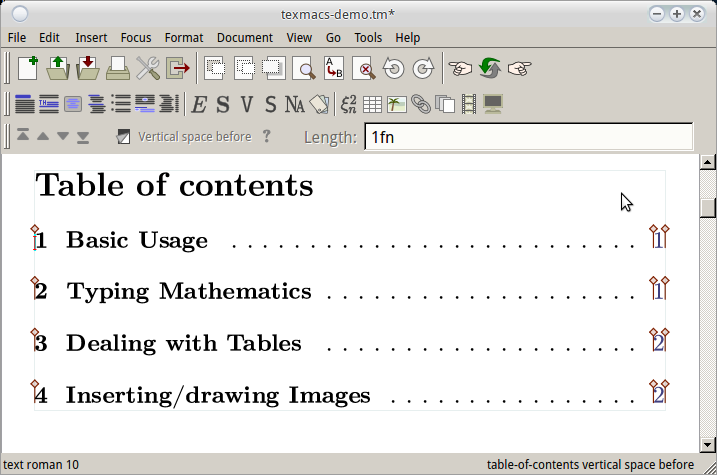 texmacs-demo.tm*
File Edit Insert Focus Format Document View Go Tools Help
Vertical space before ? Length: 1fn
Table of contents
1 Basic Usage . . . . . . . . . . . . . . . . . . . . . . . . . . 1
2 Typing Mathematics . . . . . . . . . . . . . . . . . . . . 1
3 Dealing with Tables . . . . . . . . . . . . . . . . . . . . 2
4 Inserting/drawing Images . . . . . . . . . . . . . . . . 2
text roman 10 table-of-contents vertical space before